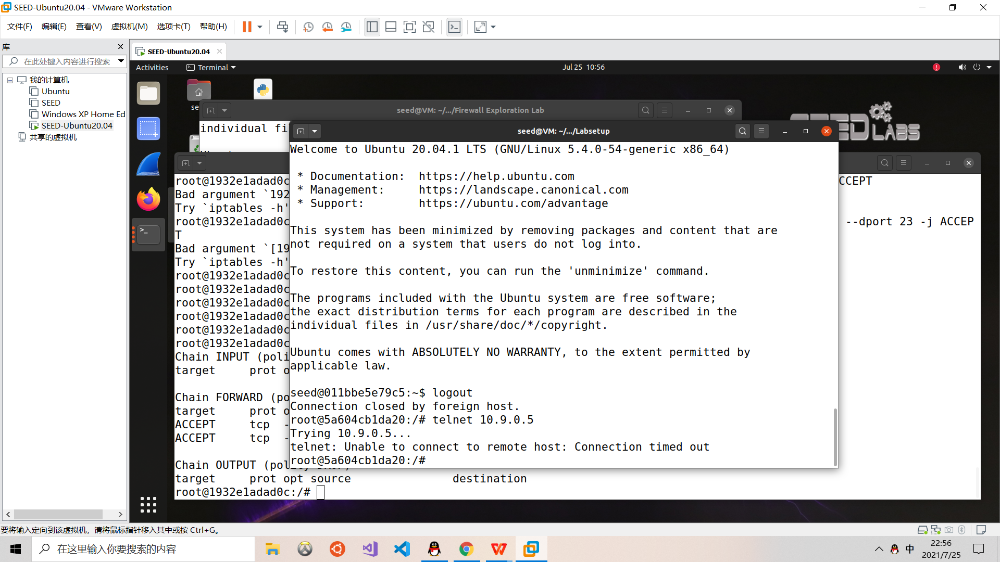 SEED-Ubuntu20.04 - VMware Workstation
文件(F) 编辑(E) 查看(V) 虚拟机(M) 选项卡(T) 帮助(H)
库
在此处键入内容进行搜索
我的计算机
Ubuntu
SEED
Windows XP Home Ed
SEED-Ubuntu20.04
共享的虚拟机
SEED-Ubuntu20.04
Activities
Terminal
Jul 25 10:56
se
seed@VM: ~/.../Firewall Exploration Lab
individual fi
LABS
seed@VM: ~/.../Labsetup
Welcome to Ubuntu 20.04.1 LTS (GNU/Linux 5.4.0-54-generic x86_64)
* Documentation: https://help.ubuntu.com
* Management: https://landscape.canonical.com
* Support: https://ubuntu.com/advantage
This system has been minimized by removing packages and content that are
not required on a system that users do not log into.
To restore this content, you can run the 'unminimize' command.
The programs included with the Ubuntu system are free software;
the exact distribution terms for each program are described in the
individual files in /usr/share/doc/*/copyright.
Ubuntu comes with ABSOLUTELY NO WARRANTY, to the extent permitted by
applicable law.
seed@011bbe5e79c5:~$ logout
Connection closed by foreign host.
root@5a604cb1da20:/# telnet 10.9.0.5
Trying 10.9.0.5...
telnet: Unable to connect to remote host: Connection timed out
root@5a604cb1da20:/#
root@1932e1adad0c
CCEPT
Bad argument `192
Try `iptables -h'
root@1932e1adad0c
--dport 23 -j ACCEP
T
Bad argument `[19
Try `iptables -h'
root@1932e1adad0c
root@1932e1adad0c
root@1932e1adad0c
root@1932e1adad0c
root@1932e1adad0c
root@1932e1adad0c
Chain INPUT (poli
target prot o
Chain FORWARD (po
target prot o
ACCEPT tcp -
ACCEPT tcp -
Chain OUTPUT (policy DROP)
target prot opt source destination
root@1932e1adad0c:/#
要将输入定向到该虚拟机，请将鼠标指针移入其中或按 Ctrl+G。
在这里输入你要搜索的内容
中
22:56
2021/7/25